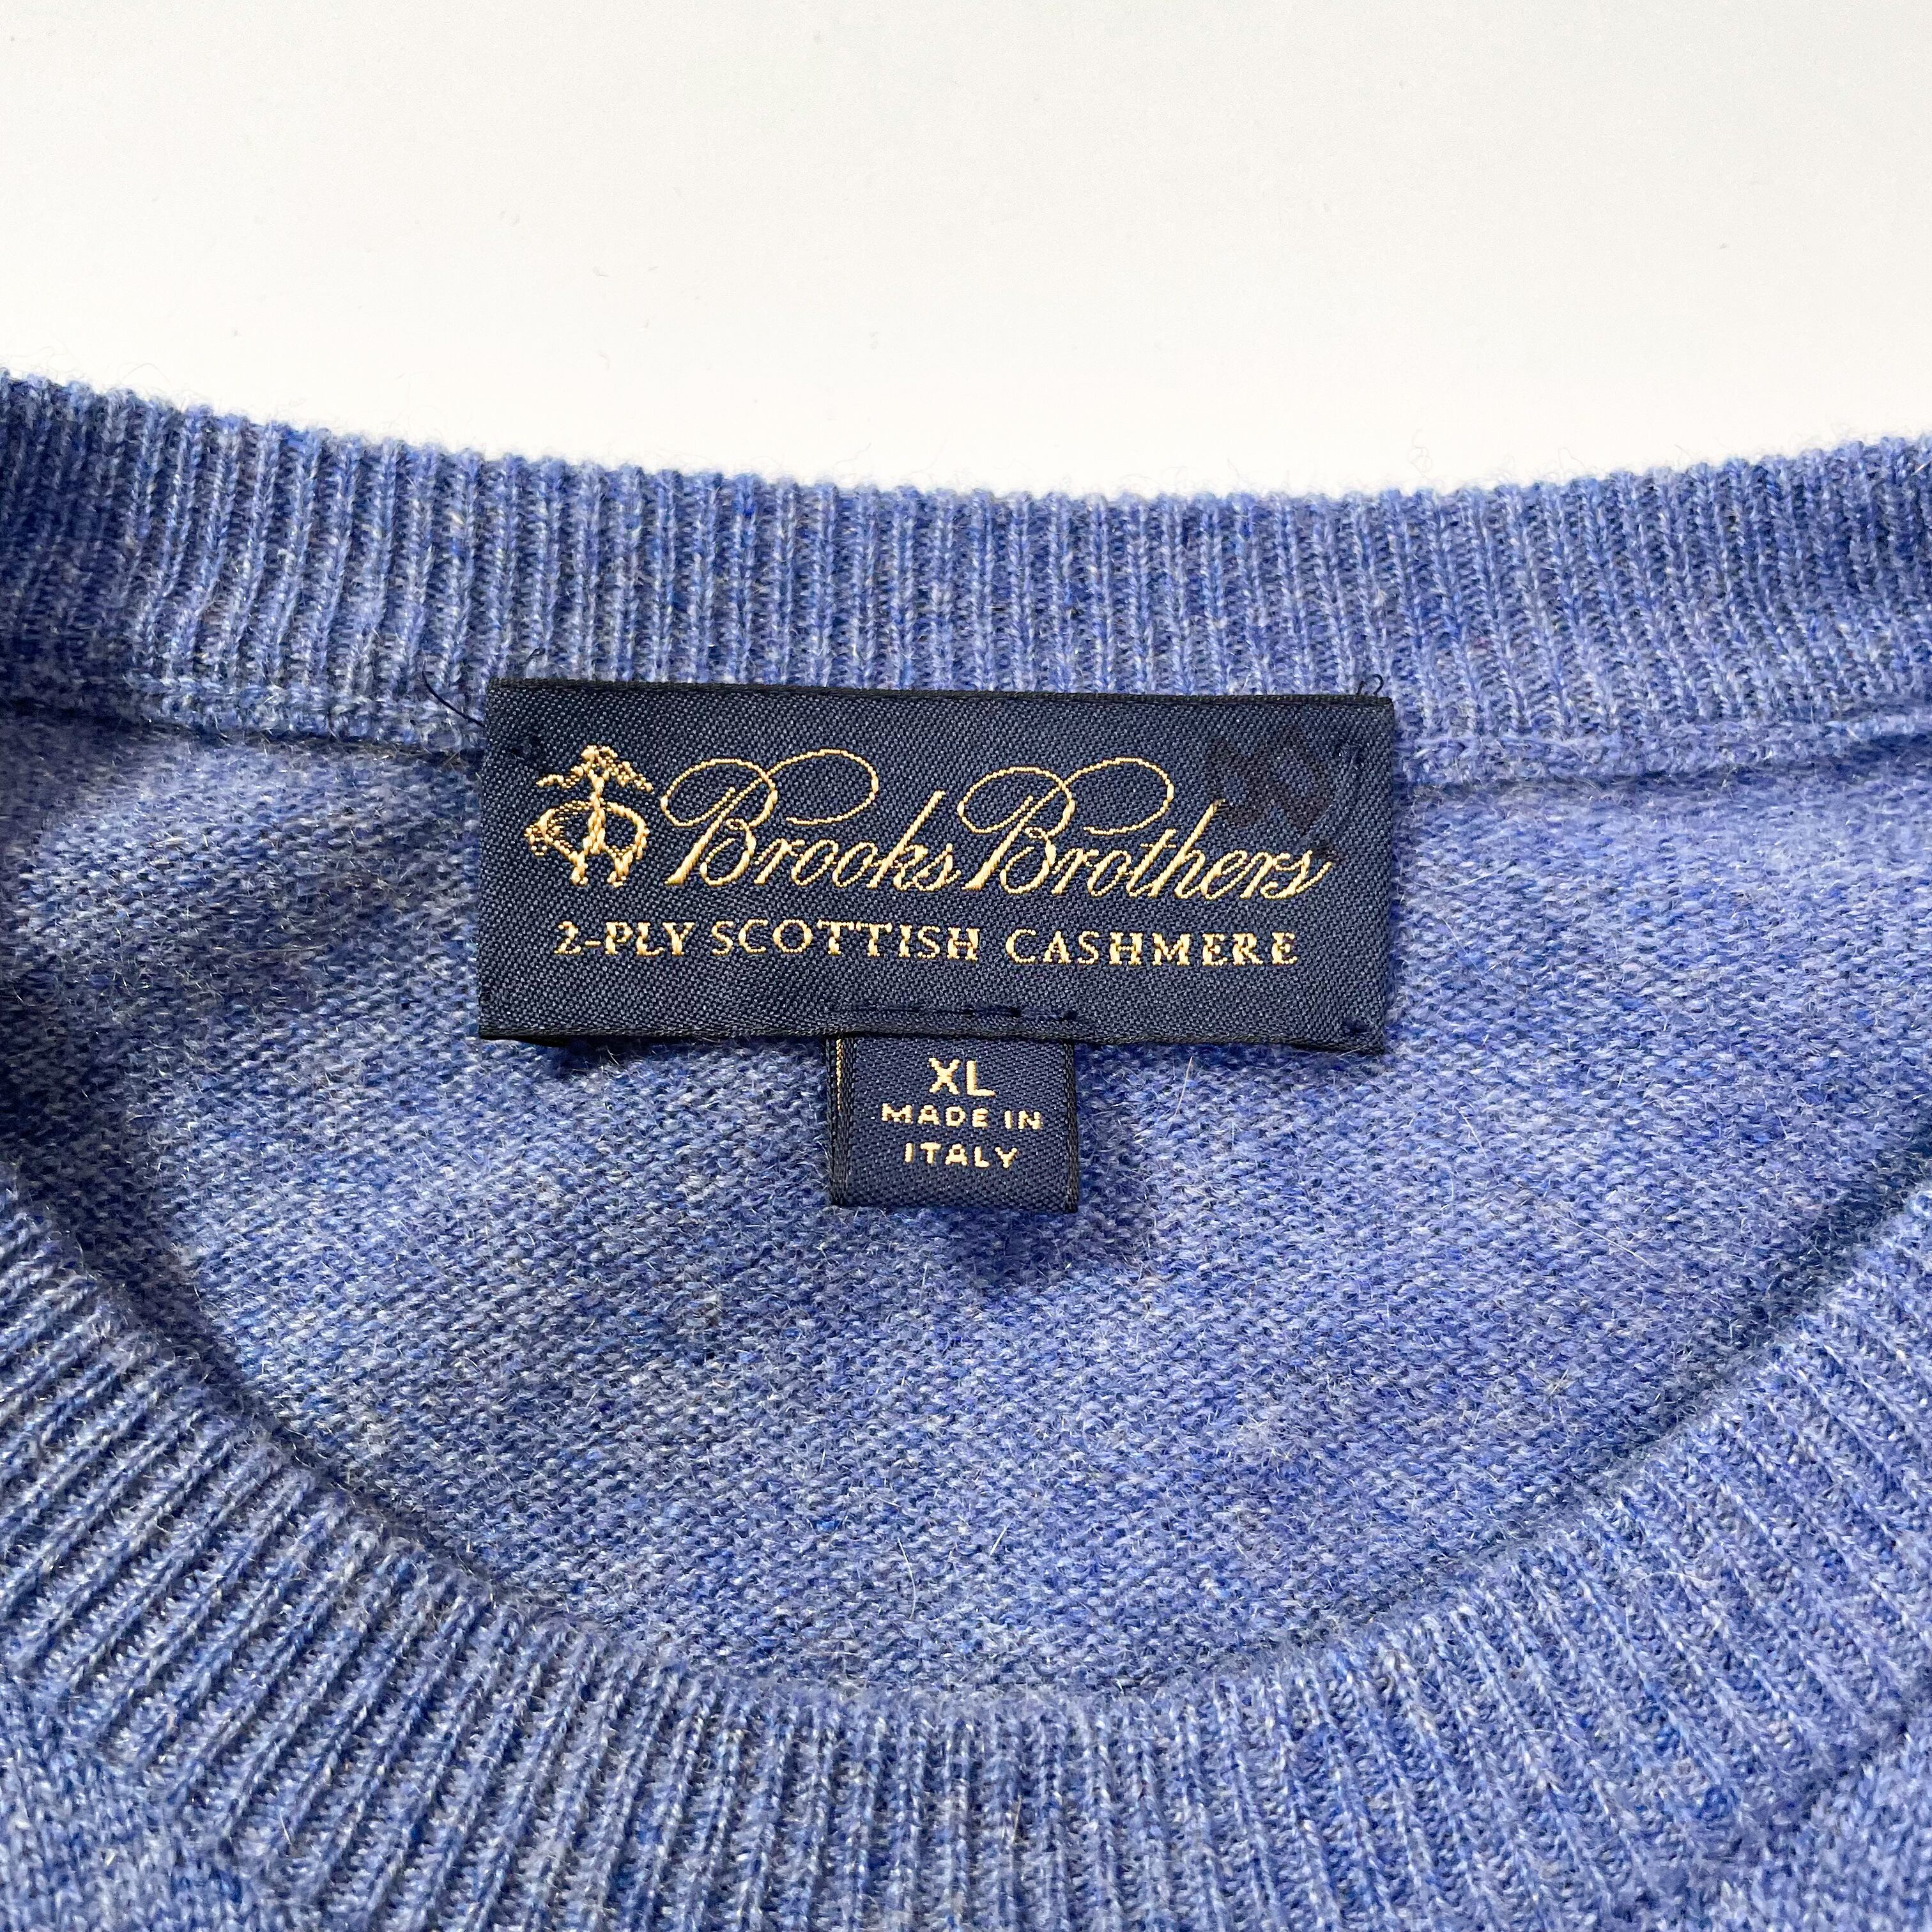 Brooks Brothers
2-PLY SCOTTISH CASHMERE
XL
MADE IN
ITALY